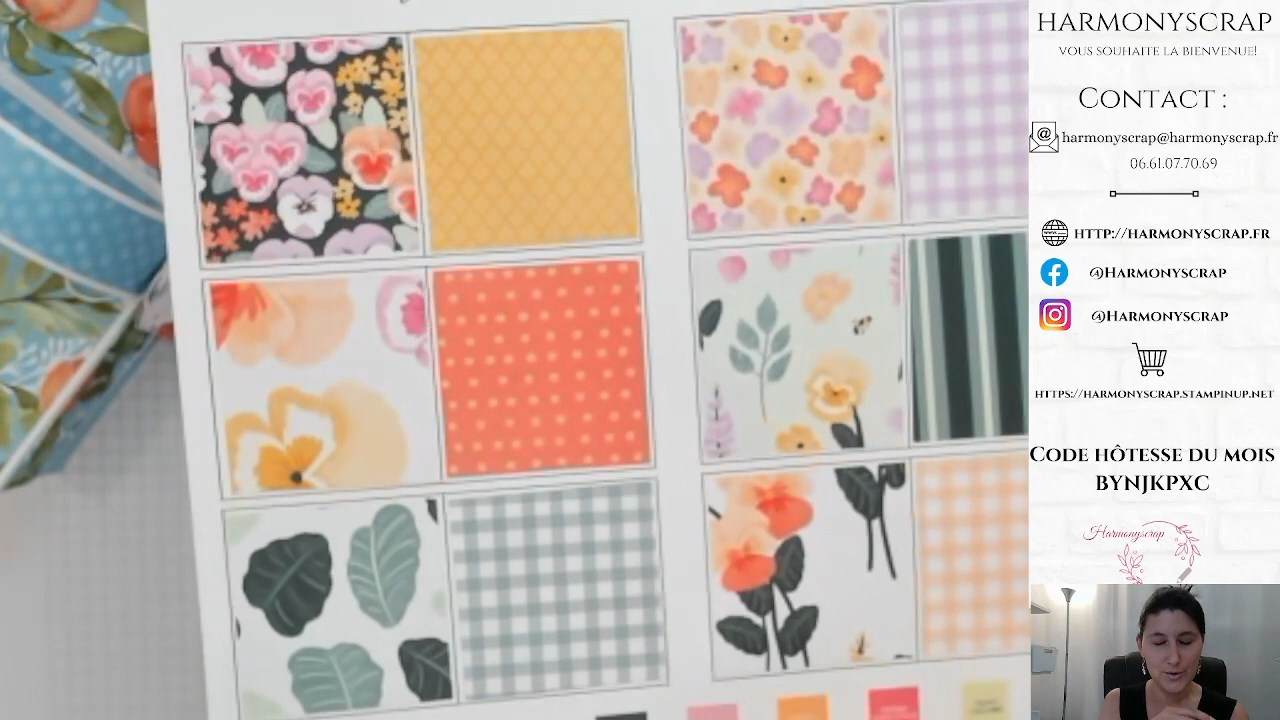 HARMONYSCRAP
VOUS SOUHAITE LA BIENVENUE!
CONTACT :
@
harmonyscrap@harmonyscrap.fr
06.61.07.70.69
WWW
HTTP://HARMONYSCRAP.FR
@HARMONYSCRAP
@HARMONYSCRAP
HTTPS://HARMONYSCRAP.STAMPINUP.NET
CODE HÔTESSE DU MOIS
BYNJKPXC
Harmonyscrap